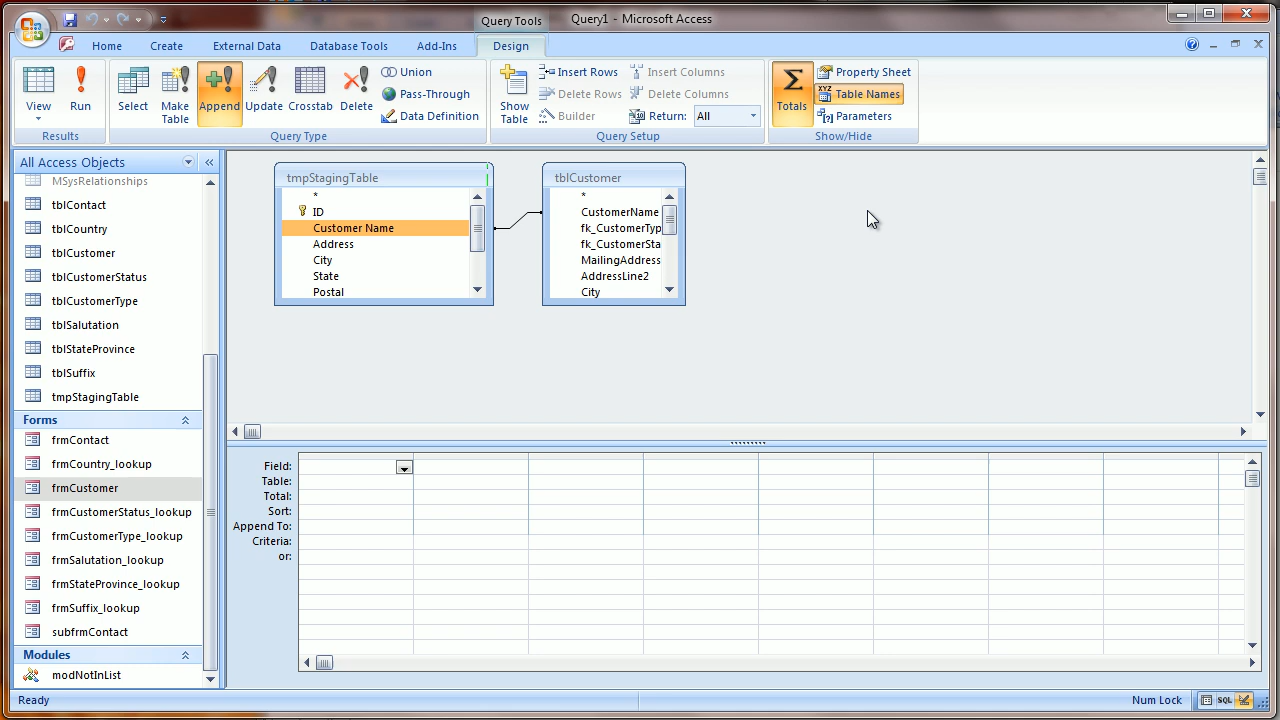 Query Tools
Query1 - Microsoft Access
Home Create External Data Database Tools Add-Ins Design
View
Run
Results
Select
Make Table
Append
Update
Crosstab
Delete
Union
Pass-Through
Data Definition
Query Type
Show Table
Insert Rows
Delete Rows
Builder
Insert Columns
Delete Columns
Return: All
Query Setup
Σ
Totals
Property Sheet
XYZ Table Names
Parameters
Show/Hide
All Access Objects
MSysRelationships
tblContact
tblCountry
tblCustomer
tblCustomerStatus
tblCustomerType
tblSalutation
tblStateProvince
tblSuffix
tmpStagingTable
Forms
frmContact
frmCountry_lookup
frmCustomer
frmCustomerStatus_lookup
frmCustomerType_lookup
frmSalutation_lookup
frmStateProvince_lookup
frmSuffix_lookup
subfrmContact
Modules
modNotInList
tmpStagingTable
*
ID
Customer Name
Address
City
State
Postal
tblCustomer
*
CustomerName
fk_CustomerTyp
fk_CustomerSta
MailingAddress
AddressLine2
City
Field:
Table:
Total:
Sort:
Append To:
Criteria:
or:
Ready
Num Lock
SQL